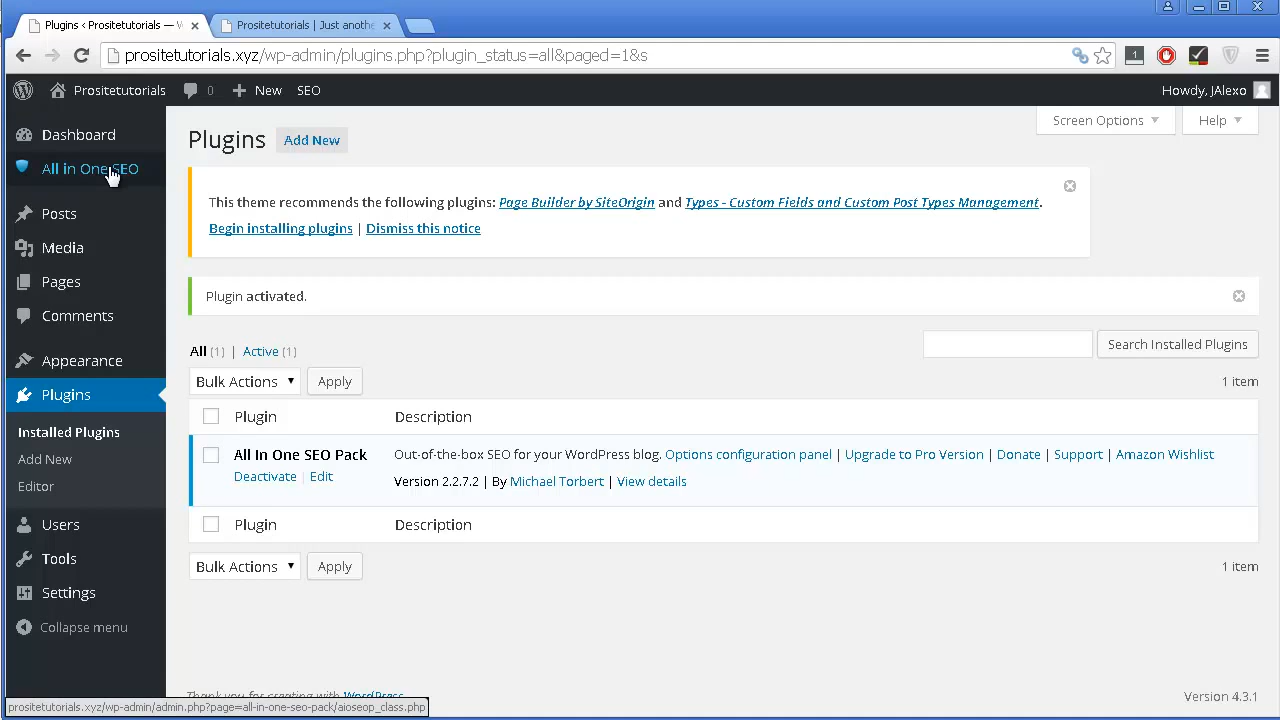 Plugins ‹ Prositetutorials —
Prositetutorials | Just anothe
prositetutorials.xyz/wp-admin/plugins.php?plugin_status=all&paged=1&s
1
Prositetutorials
0
New
SEO
Howdy, JAlexo
Dashboard
All in One SEO
Posts
Media
Pages
Comments
Appearance
Plugins
Installed Plugins
Add New
Editor
Users
Tools
Settings
Collapse menu
Screen Options
Help
Plugins
Add New
This theme recommends the following plugins: Page Builder by SiteOrigin and Types - Custom Fields and Custom Post Types Management.
Begin installing plugins | Dismiss this notice
Plugin activated.
All (1) | Active (1)
Search Installed Plugins
Bulk Actions
Apply
1 item
Plugin
Description
All In One SEO Pack
Out-of-the-box SEO for your WordPress blog. Options configuration panel | Upgrade to Pro Version | Donate | Support | Amazon Wishlist
Deactivate | Edit
Version 2.2.7.2 | By Michael Torbert | View details
Plugin
Description
Bulk Actions
Apply
1 item
Thank you for creating with WordPress
Version 4.3.1
prositetutorials.xyz/wp-admin/admin.php?page=all-in-one-seo-pack/aioseop_class.php